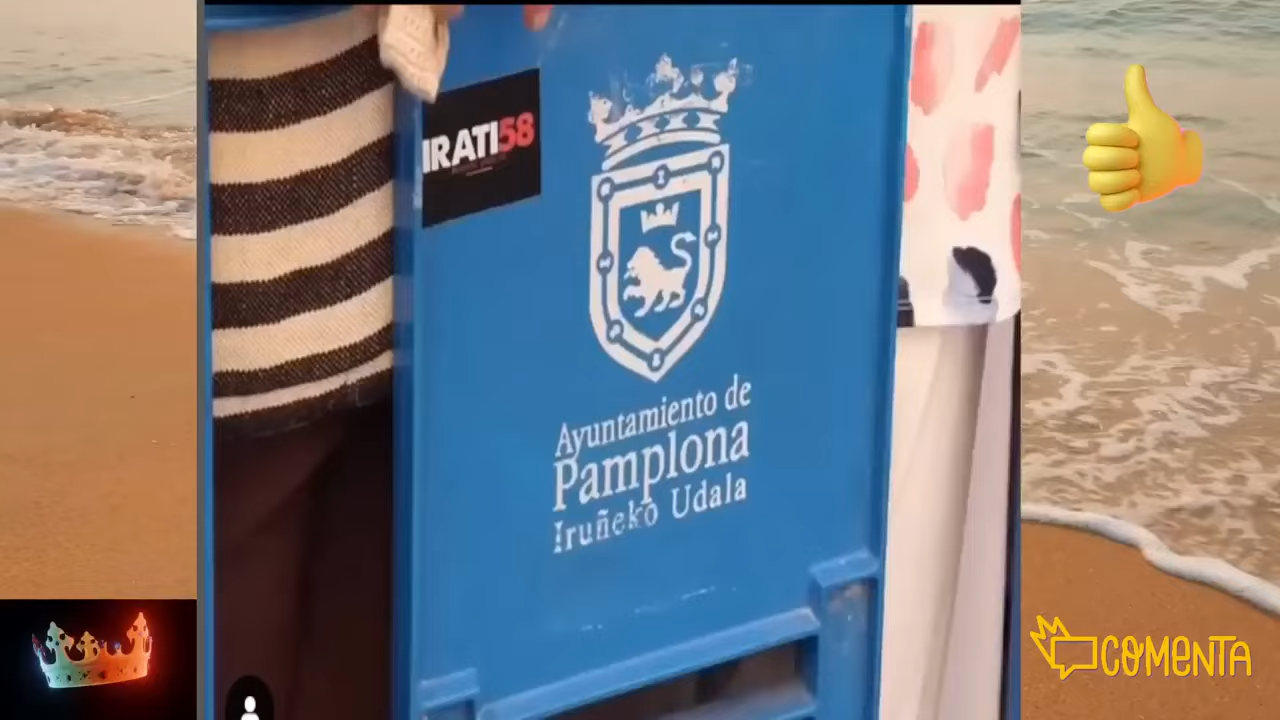 IRATI58
Ayuntamiento de
Pamplona
Iruñeko Udala
COMENTA